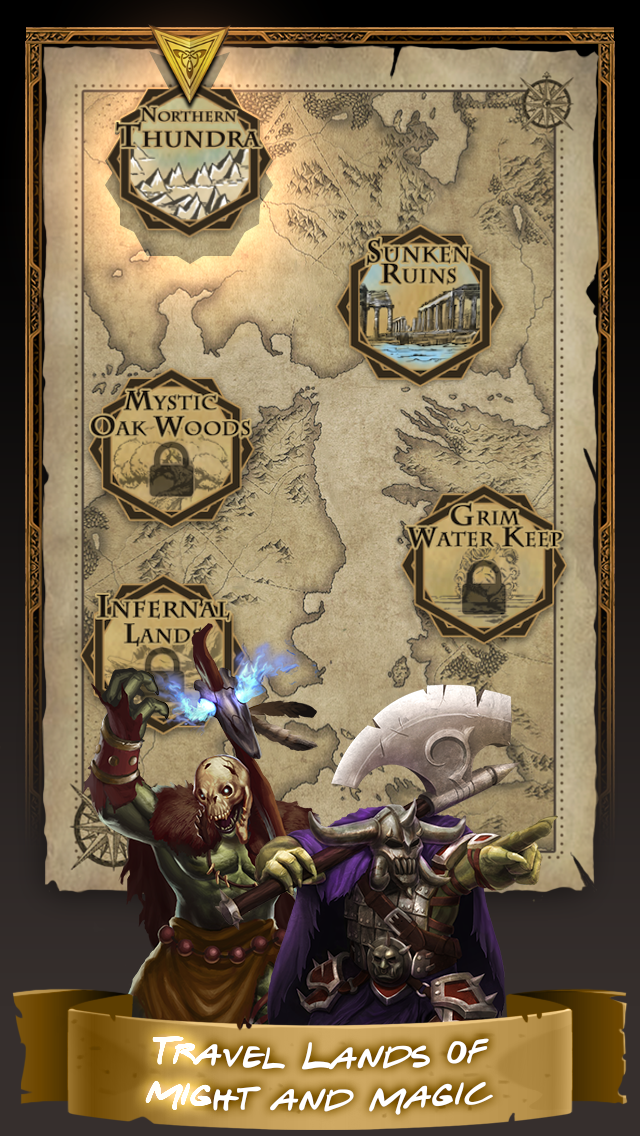 Northern
Thundra
Sunken
Ruins
Mystic
Oak Woods
Grim
Water Keep
Infernal
Lands
Travel Lands of
Might and Magic